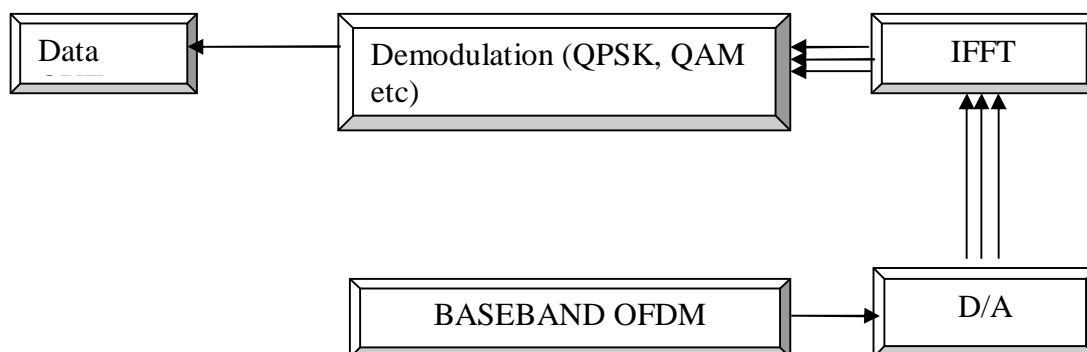 Data
Demodulation (QPSK, QAM
etc)
IFFT
BASEBAND OFDM
D/A